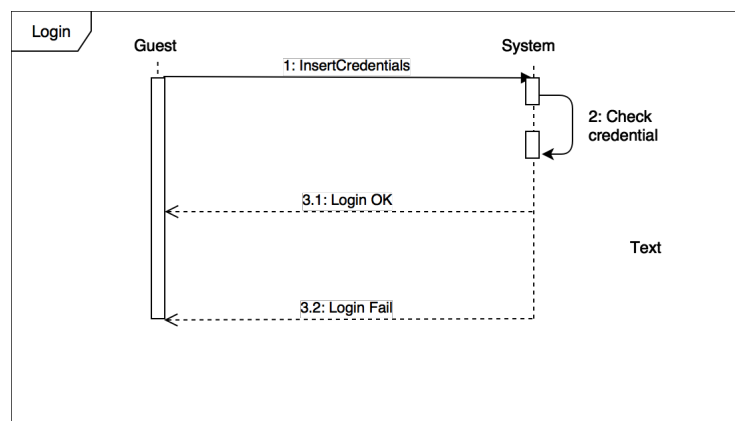 Login
Guest
System
1: InsertCredentials
2: Check
credential
3.1: Login OK
Text
3.2: Login Fail